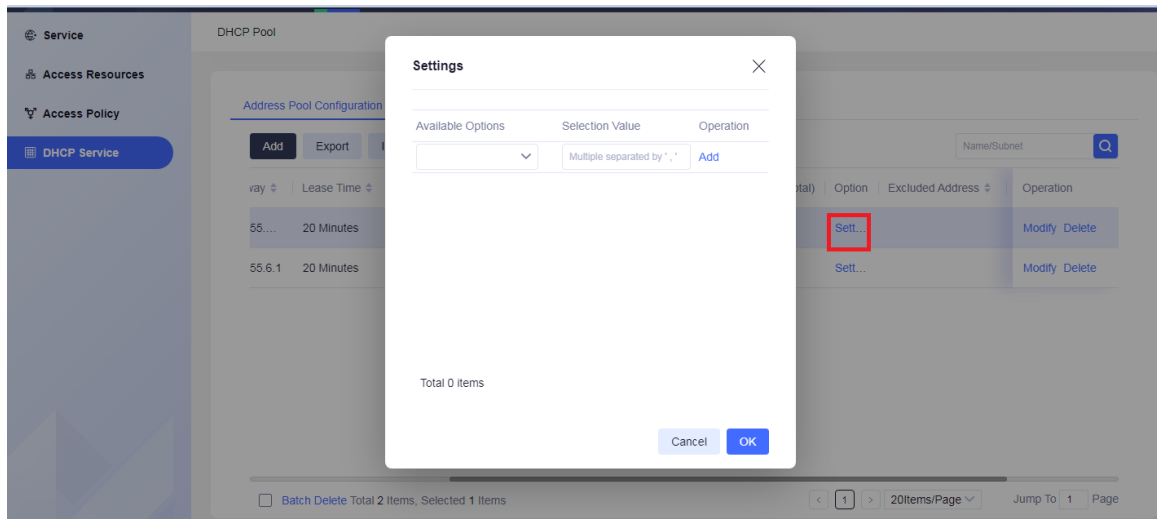 Service
DHCP Pool
Access Resources
Access Policy
DHCP Service
Address Pool Configuration
Add Export
Name/Subnet
Lease Time Option Excluded Address Operation
55.... 20 Minutes Sett... Modify Delete
55.6.1 20 Minutes Sett... Modify Delete
Settings
Available Options Selection Value Operation
Multiple separated by ' , ' Add
Total 0 items
Cancel OK
Batch Delete Total 2 Items, Selected 1 Items
1 20Items/Page Jump To 1 Page